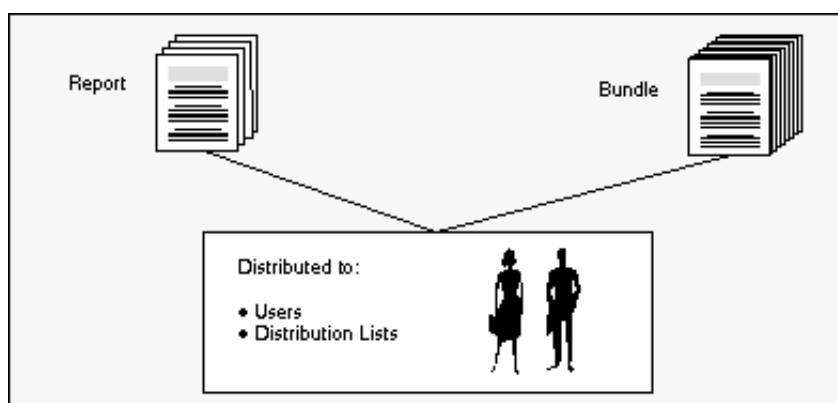 Report
Bundle
Distributed to:
• Users
• Distribution Lists